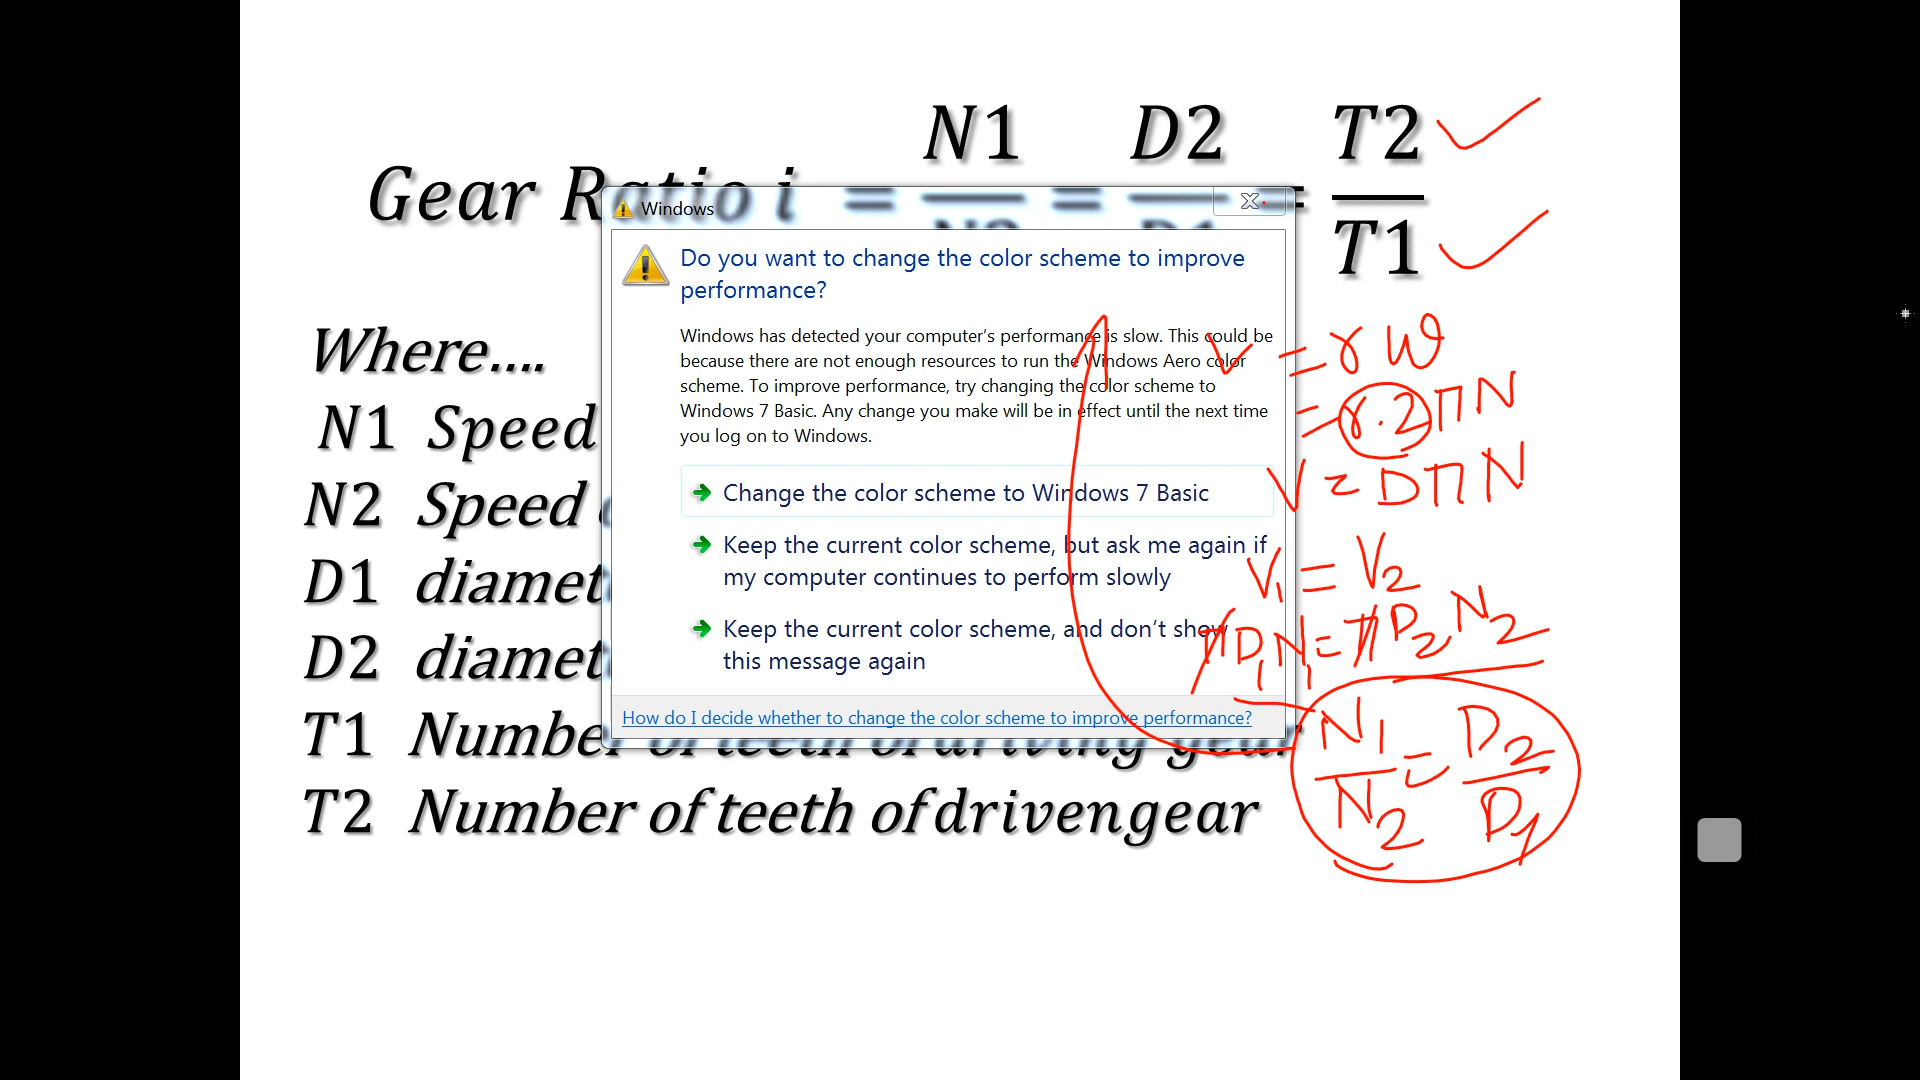 N1 D2 T2
Gear Ratio i = = =
T1
Windows
Do you want to change the color scheme to improve
performance?
Windows has detected your computer's performance is slow. This could be
because there are not enough resources to run the Windows Aero color
scheme. To improve performance, try changing the color scheme to
Windows 7 Basic. Any change you make will be in effect until the next time
you log on to Windows.
Change the color scheme to Windows 7 Basic
Keep the current color scheme, but ask me again if
my computer continues to perform slowly
Keep the current color scheme, and don't show
this message again
How do I decide whether to change the color scheme to improve performance?
Where....
N1 Speed
N2 Speed
D1
D2
T1 Number of teeth of driving gear
T2 Number of teeth of drivengear
V = rω
= r.2πN
V = DπN
V1 = V2
πD1N1 = πD2N2
N1/N2 = D2/D1